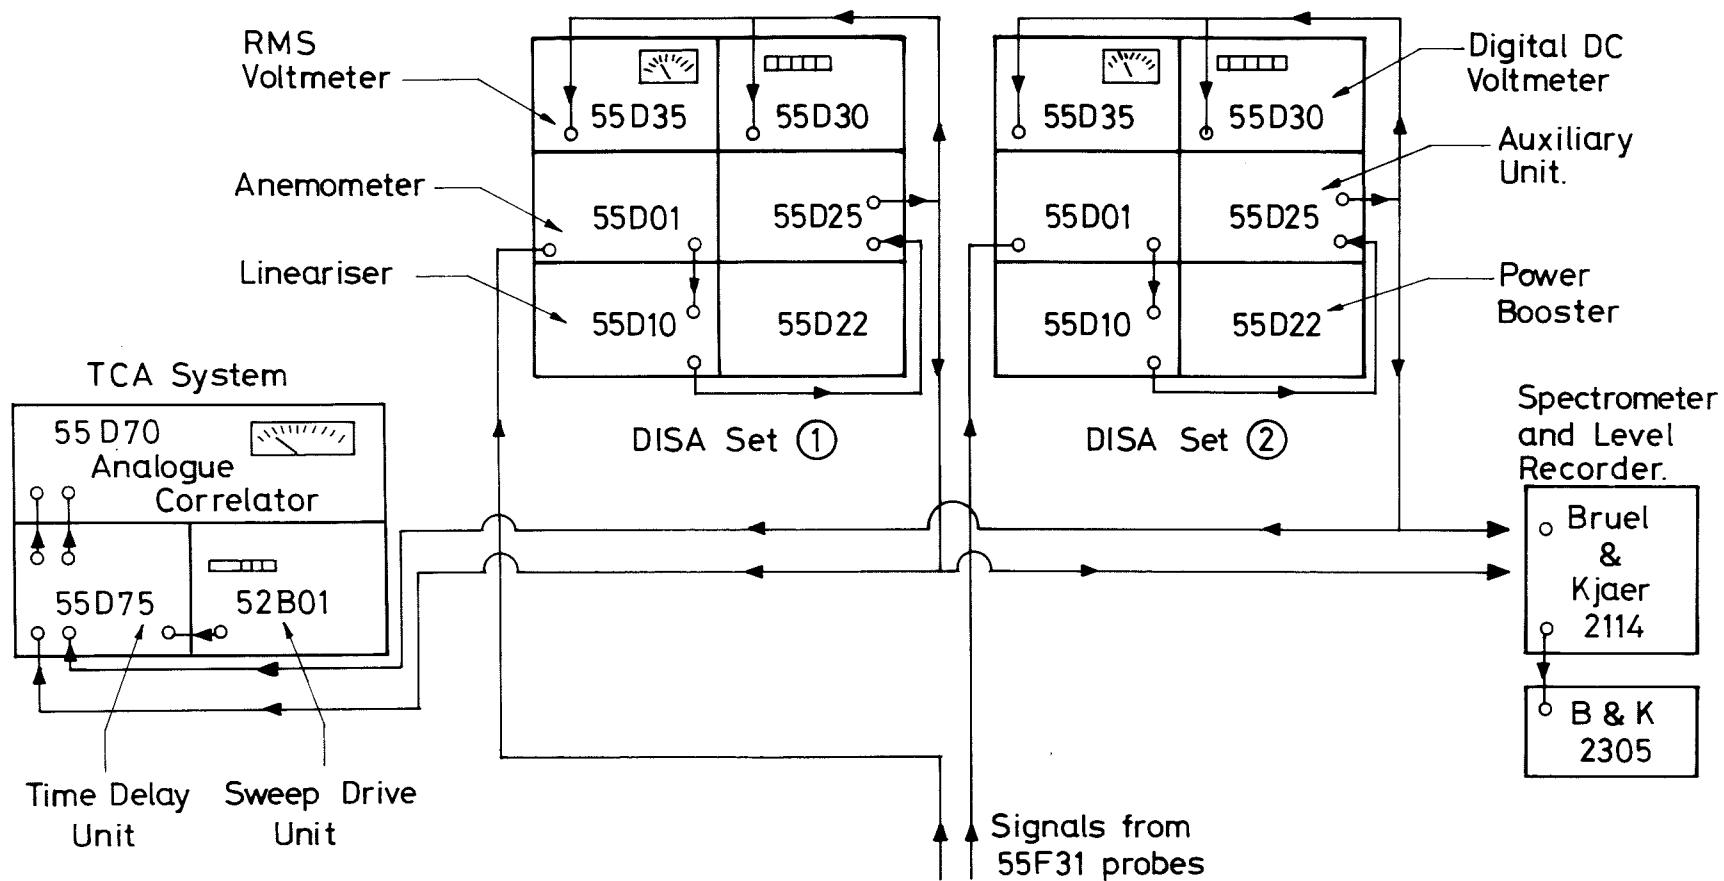 RMS
Voltmeter
Anemometer
Lineariser
55D35
55D30
55D01
55D25
55D10
55D22
DISA Set 1
55D35
55D30
55D01
55D25
55D10
55D22
DISA Set 2
Digital DC
Voltmeter
Auxiliary
Unit.
Power
Booster
TCA System
55D70
Analogue
Correlator
55D75
52B01
Time Delay
Unit
Sweep Drive
Unit
Signals from
55F31 probes
Spectrometer
and Level
Recorder.
Bruel
&
Kjaer
2114
B & K
2305